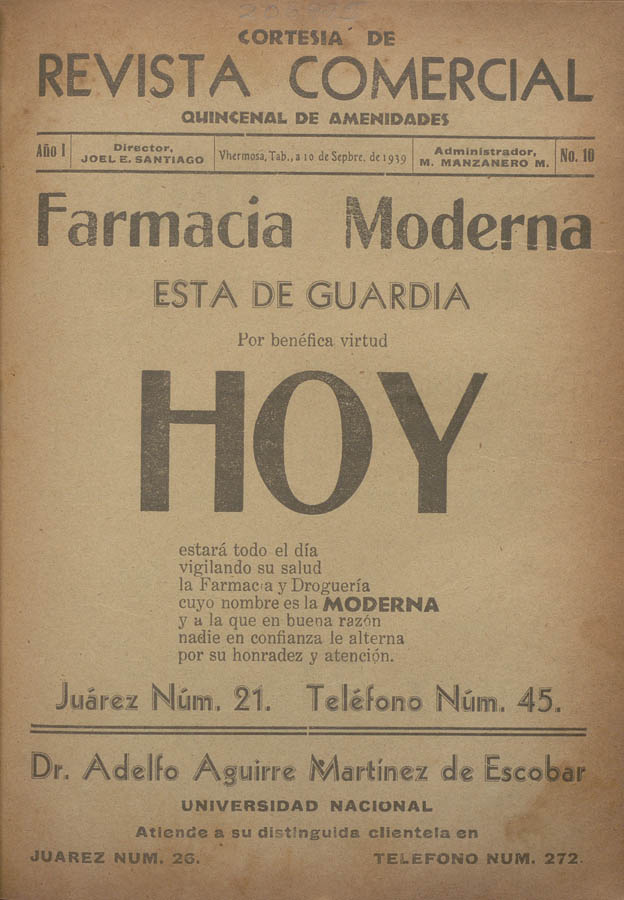 CORTESIA DE
REVISTA COMERCIAL
QUINCENAL DE AMENIDADES
Año I
Director,
JOEL E. SANTIAGO
Vhermosa, Tab., a 10 de Sepbre. de 1939
Administrador,
M. MANZANERO M.
No. 10
Farmacia Moderna
ESTA DE GUARDIA
Por benéfica virtud
HOY
estará todo el día
vigilando su salud
la Farmacia y Droguería
cuyo nombre es la MODERNA
y a la que en buena razón
nadie en confianza le alterna
por su honradez y atención.
Juárez Núm. 21. Teléfono Núm. 45.
Dr. Adelfo Aguirre Martínez de Escobar
UNIVERSIDAD NACIONAL
Atiende a su distinguida clientela en
JUAREZ NUM. 26. TELEFONO NUM. 272.